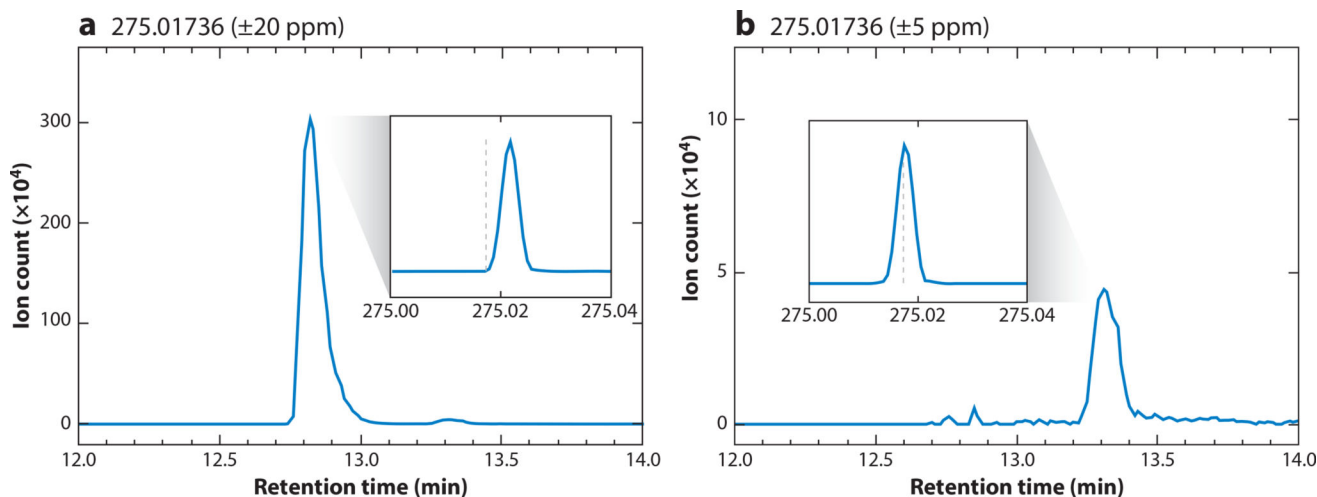 a 275.01736 (±20 ppm)
Ion count (×10⁴)
300
200
100
0
275.00 275.02 275.04
12.0 12.5 13.0 13.5 14.0
Retention time (min)
b 275.01736 (±5 ppm)
Ion count (×10⁴)
10
5
0
275.00 275.02 275.04
12.0 12.5 13.0 13.5 14.0
Retention time (min)